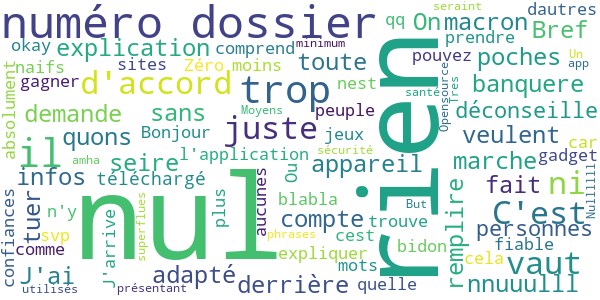 numéro dossier
qq
On
macron
seraint
dautres
Bref
okay
explication
comprend
minimum
prendre
naifs
sites
Zéro
moins
toute
pouvez
poches
Un
app
gagner
d'accord
trop
nest
santé
Opensource
Tres
banquere
absolument
demande
sans
Moyens
peuple
déconseille
quons
Bonjour
juste
jeux
veulent
car
il
seire
l'application
Ou
sécurité
appareil
marche
gadget
infos
amha
téléchargé
aucunes
fait
ni
Nulllll
confiances
tuer
n'y
J'arrive
superflues
nul
plus
blabla
compte
trouve
rien
remplire
C'est
But
personnes
svp
phrases
cest
bidon
fiable
comme
expliquer
cela
J'ai
adapté
mots
vaut
utilisés
présentant
derrière
quelle
nnuuulll